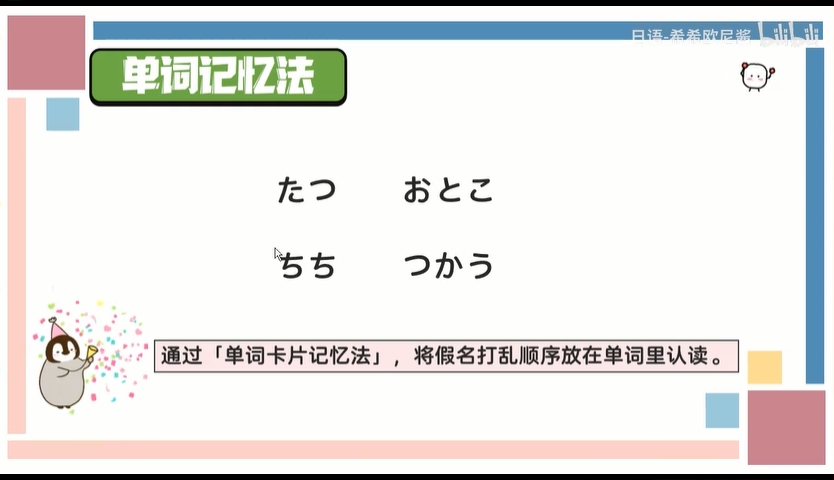 日语-希希欧尼酱 bilibili
单词记忆法
たつ おとこ
ちち つかう
通过「单词卡片记忆法」，将假名打乱顺序放在单词里认读。